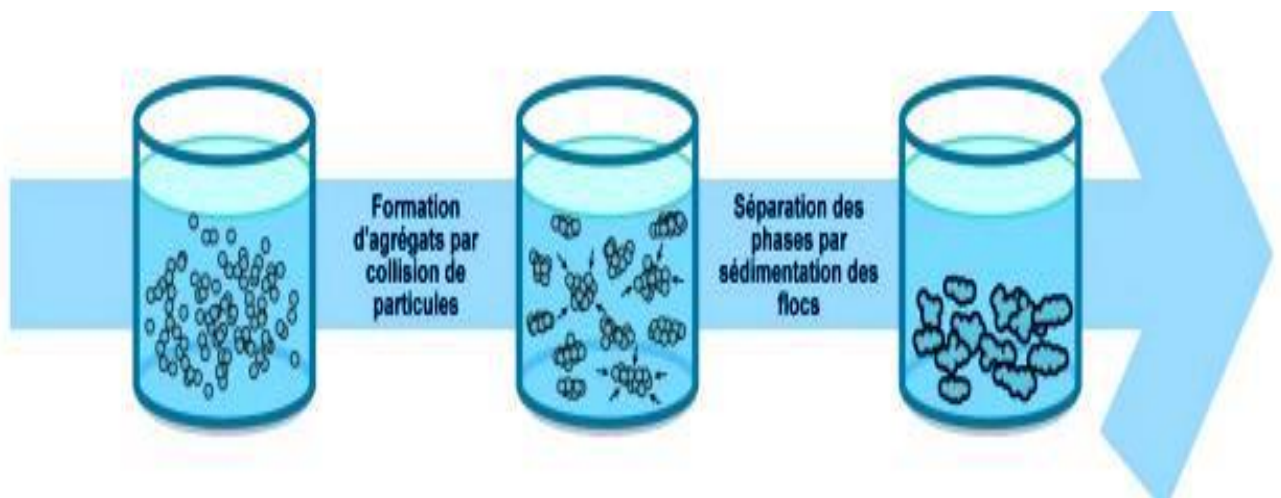 Formation
d'agrégats par
collision de
particules
Séparation des
phases par
sédimentation des
flocs